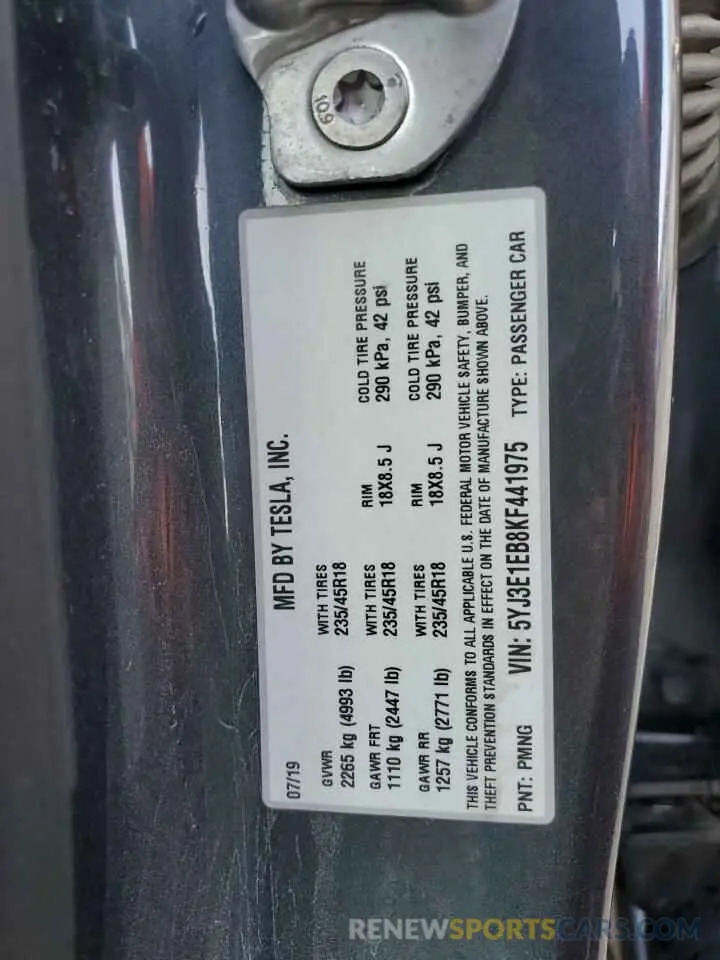 10.9
07/19 MFD BY TESLA, INC.
GVWR WITH TIRES
2265 kg (4993 lb) 235/45R18
GAWR FRT WITH TIRES RIM COLD TIRE PRESSURE
1110 kg (2447 lb) 235/45R18 18X8.5 J 290 kPa, 42 psi
GAWR RR WITH TIRES RIM COLD TIRE PRESSURE
1257 kg (2771 lb) 235/45R18 18X8.5 J 290 kPa, 42 psi
THIS VEHICLE CONFORMS TO ALL APPLICABLE U.S. FEDERAL MOTOR VEHICLE SAFETY, BUMPER, AND
THEFT PREVENTION STANDARDS IN EFFECT ON THE DATE OF MANUFACTURE SHOWN ABOVE.
PNT: PMNG VIN: 5YJ3E1EB8KF441975 TYPE: PASSENGER CAR
RENEWSPORTSCARS.COM